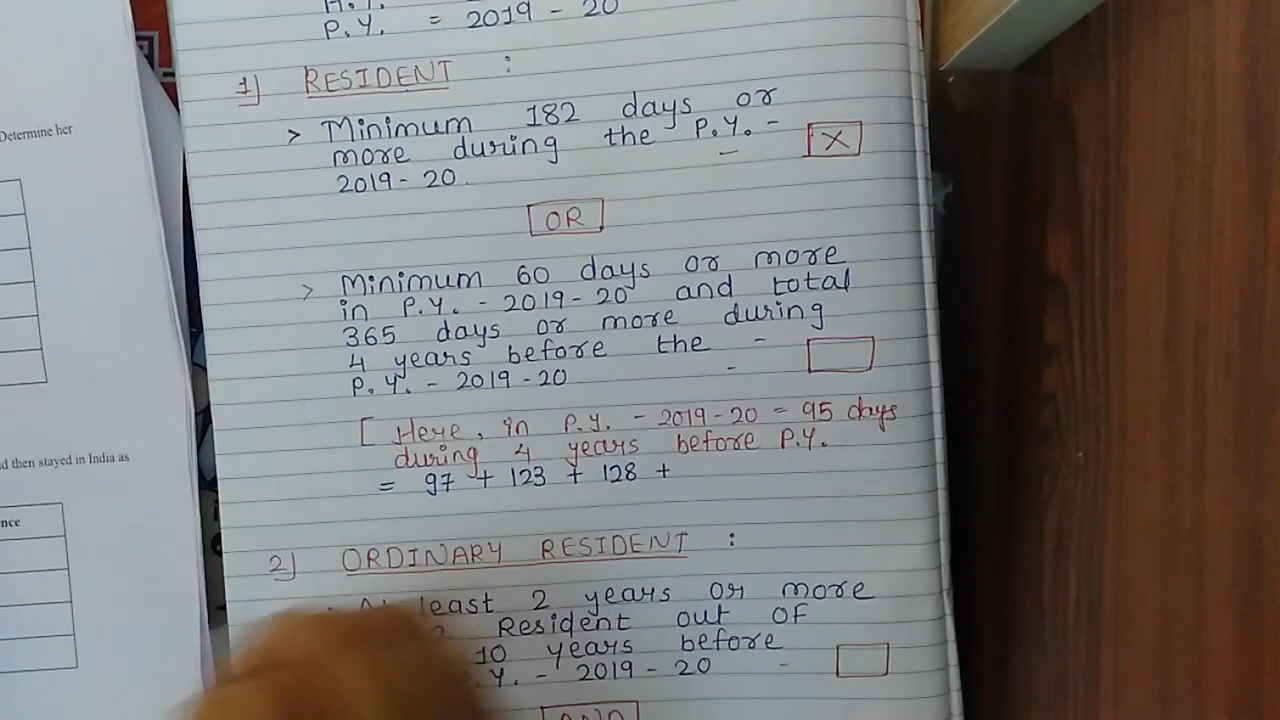 P.Y. = 2019 - 20
Determine her
1) RESIDENT :
> Minimum 182 days or
more during the P.Y. -
2019 - 20
X
OR
> Minimum 60 days or more
in P.Y. - 2019 - 20 and total
365 days or more during
4 years before the -
P.Y. - 2019 - 20 -
[ Here, in P.Y. - 2019 - 20 = 95 days
during 4 years before P.Y.
= 97 + 123 + 128 +
d then stayed in India as
nce
2) ORDINARY RESIDENT :
least 2 years or more
Resident out of
10 years before
Y. - 2019 - 20 -